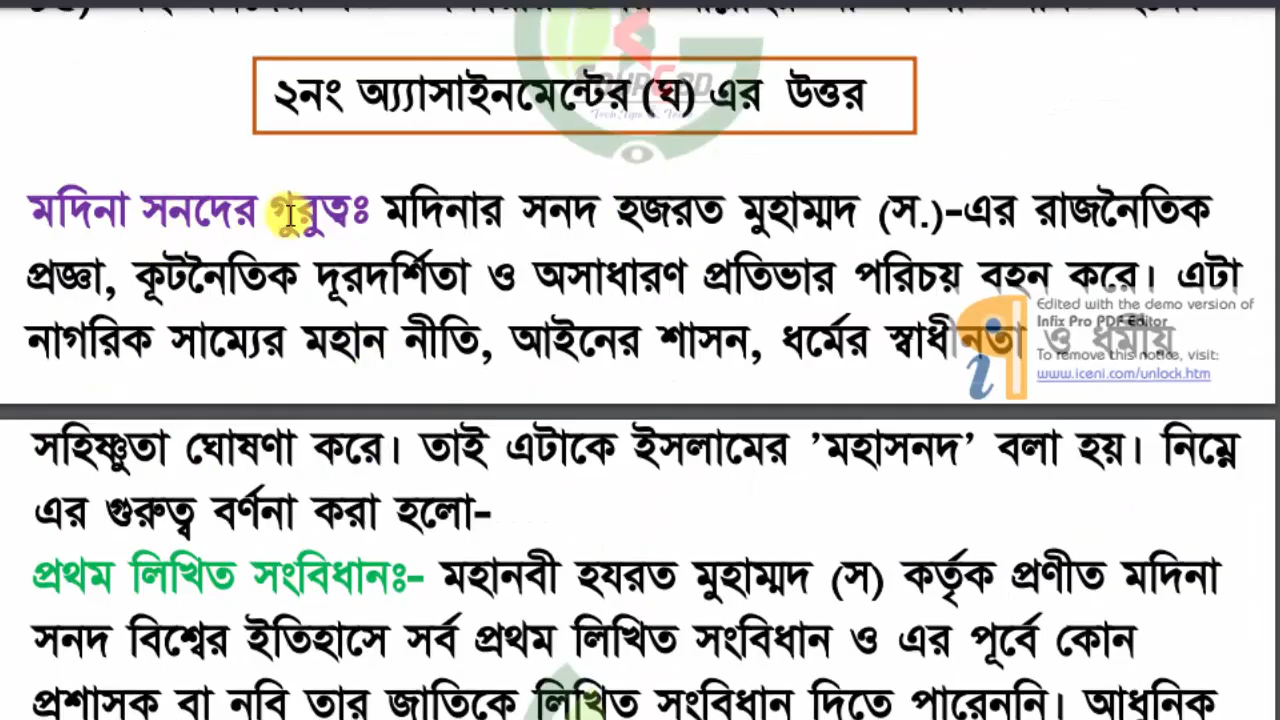 ২নং অ্যাসাইনমেন্টের (ঘ) এর উত্তর
মদিনা সনদের গুরুত্বঃ মদিনার সনদ হজরত মুহাম্মদ (স.)-এর রাজনৈতিক
প্রজ্ঞা, কূটনৈতিক দূরদর্শিতা ও অসাধারণ প্রতিভার পরিচয় বহন করে। এটা
নাগরিক সাম্যের মহান নীতি, আইনের শাসন, ধর্মের স্বাধীনতা ও ধর্মীয়
Edited with the demo version of
Infix Pro PDF Editor
To remove this notice, visit:
www.iceni.com/unlock.htm
সহিষ্ণুতা ঘোষণা করে। তাই এটাকে ইসলামের ’মহাসনদ’ বলা হয়। নিম্নে
এর গুরুত্ব বর্ণনা করা হলো-
প্রথম লিখিত সংবিধানঃ- মহানবী হযরত মুহাম্মদ (স) কর্তৃক প্রণীত মদিনা
সনদ বিশ্বের ইতিহাসে সর্ব প্রথম লিখিত সংবিধান ও এর পূর্বে কোন
প্রশাসক বা নবি তার জাতিকে লিখিত সংবিধান দিতে পারেননি। আধুনিক